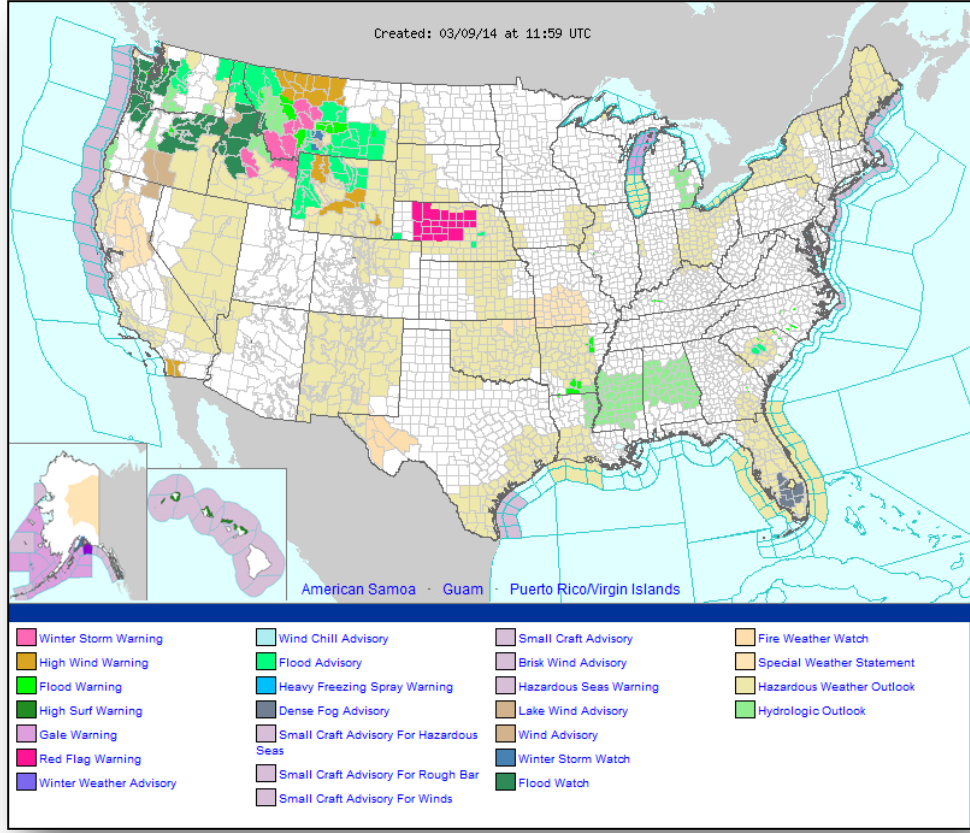 Created: 03/09/14 at 11:59 UTC
American Samoa - Guam - Puerto Rico/Virgin Islands
Winter Storm Warning
High Wind Warning
Flood Warning
High Surf Warning
Gale Warning
Red Flag Warning
Winter Weather Advisory
Wind Chill Advisory
Flood Advisory
Heavy Freezing Spray Warning
Dense Fog Advisory
Small Craft Advisory For Hazardous
Seas
Small Craft Advisory For Rough Bar
Small Craft Advisory For Winds
Small Craft Advisory
Brisk Wind Advisory
Hazardous Seas Warning
Lake Wind Advisory
Wind Advisory
Winter Storm Watch
Flood Watch
Fire Weather Watch
Special Weather Statement
Hazardous Weather Outlook
Hydrologic Outlook